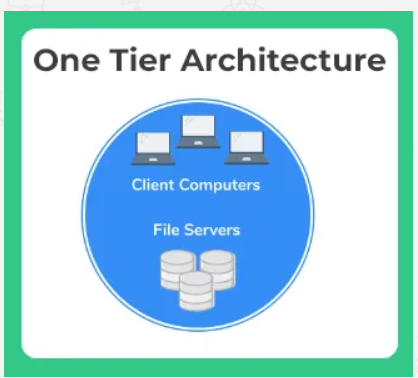 One Tier Architecture
Client Computers
File Servers